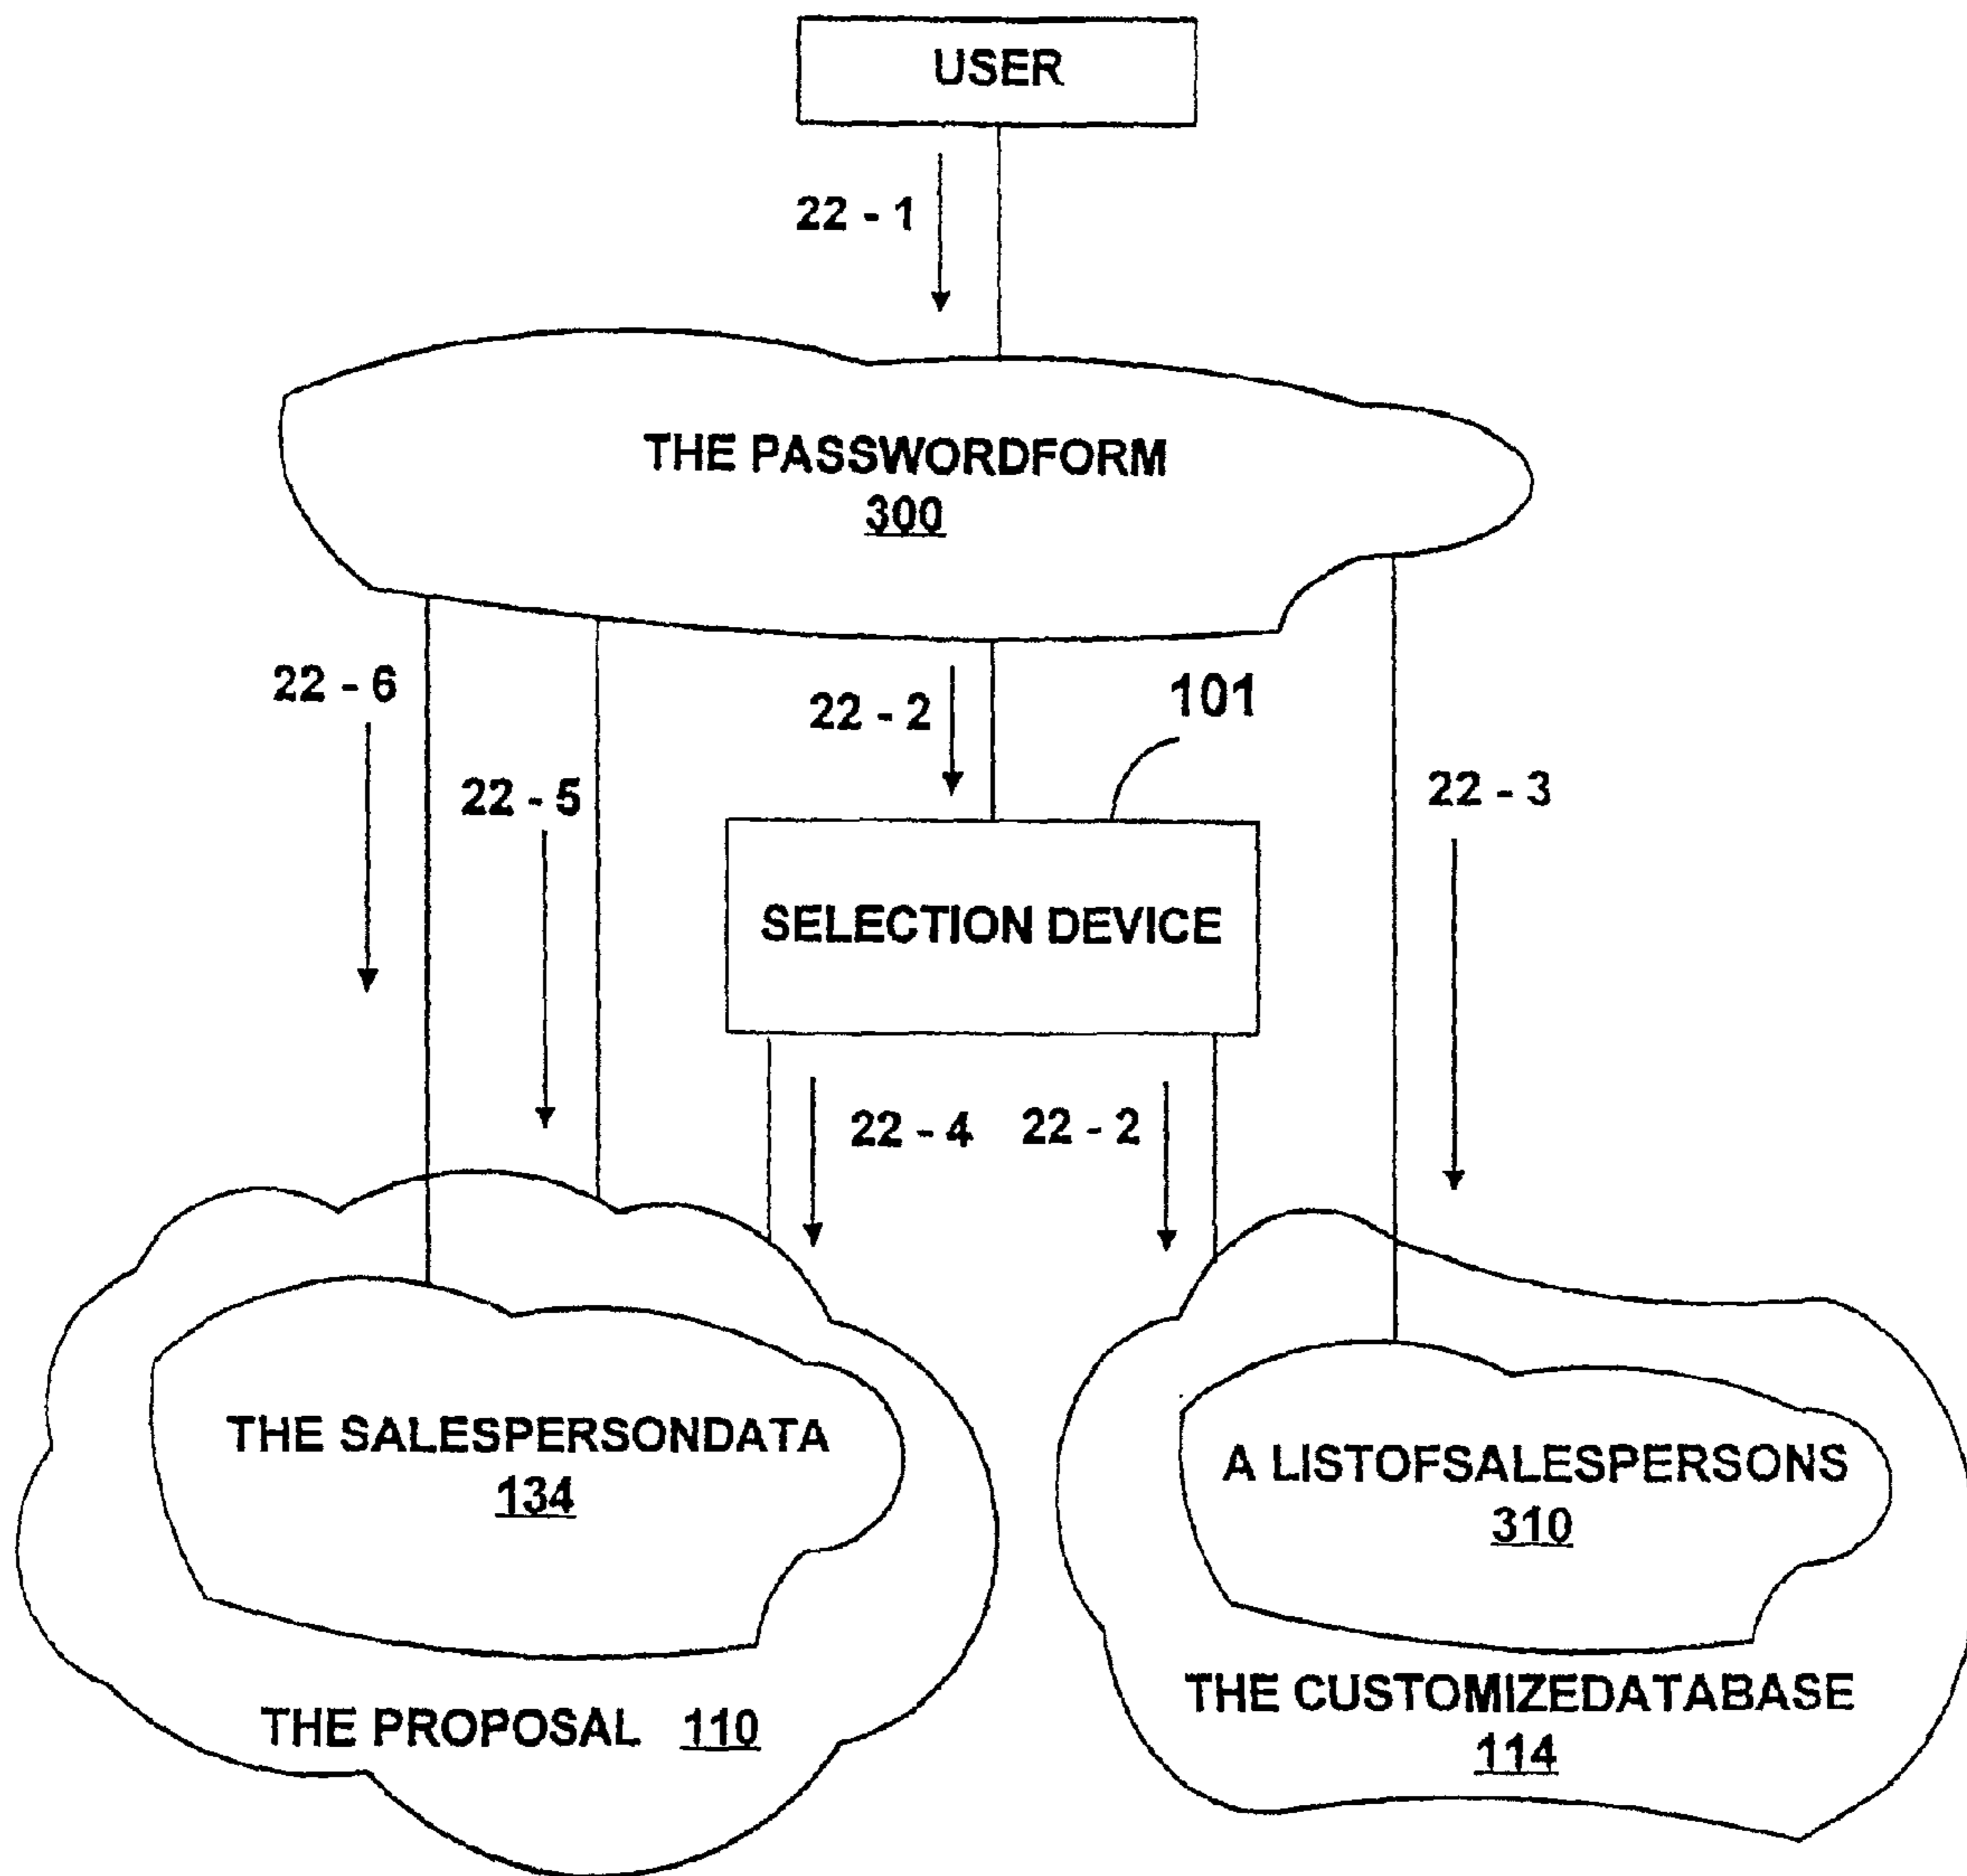 USER
22 - 1
THE PASSWORDFORM
300
22 - 6
22 - 2
101
22 - 5
22 - 3
SELECTION DEVICE
22 - 4
22 - 2
THE SALESPERSONDATA
134
A LISTOFSALESPERSONS
310
THE PROPOSAL 110
THE CUSTOMIZEDATABASE
114